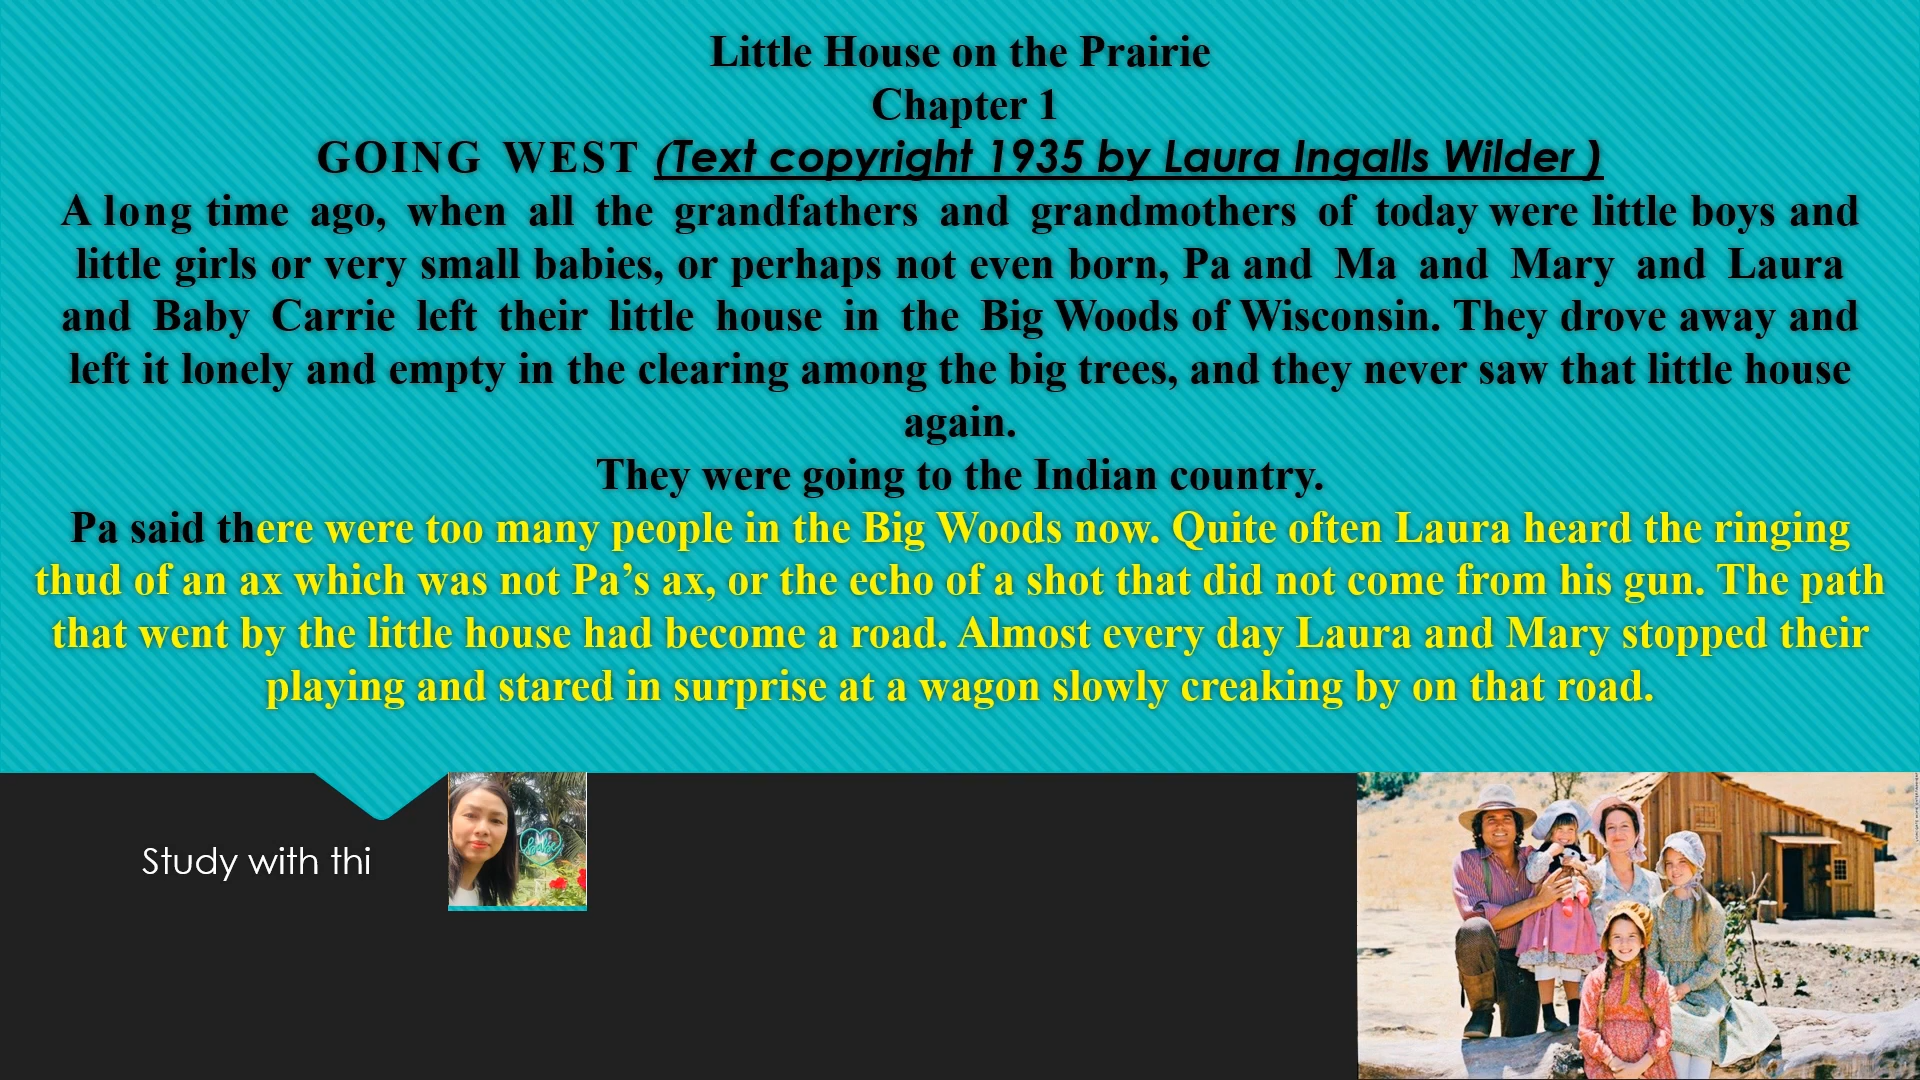 Little House on the Prairie
Chapter 1
GOING WEST (Text copyright 1935 by Laura Ingalls Wilder )
A long time ago, when all the grandfathers and grandmothers of today were little boys and
little girls or very small babies, or perhaps not even born, Pa and Ma and Mary and Laura
and Baby Carrie left their little house in the Big Woods of Wisconsin. They drove away and
left it lonely and empty in the clearing among the big trees, and they never saw that little house
again.
They were going to the Indian country.
Pa said there were too many people in the Big Woods now. Quite often Laura heard the ringing
thud of an ax which was not Pa’s ax, or the echo of a shot that did not come from his gun. The path
that went by the little house had become a road. Almost every day Laura and Mary stopped their
playing and stared in surprise at a wagon slowly creaking by on that road.
Study with thi